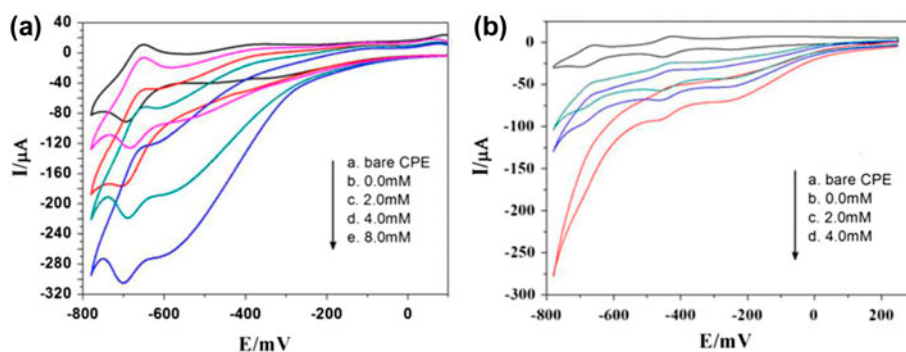 (a)
40
0
-40
-80
-120
-160
-200
-240
-280
-320
I/μA
a. bare CPE
b. 0.0mM
c. 2.0mM
d. 4.0mM
e. 8.0mM
-800 -600 -400 -200 0
E/mV
(b)
0
-50
-100
-150
-200
-250
-300
I/μA
a. bare CPE
b. 0.0mM
c. 2.0mM
d. 4.0mM
-800 -600 -400 -200 0 200
E/mV